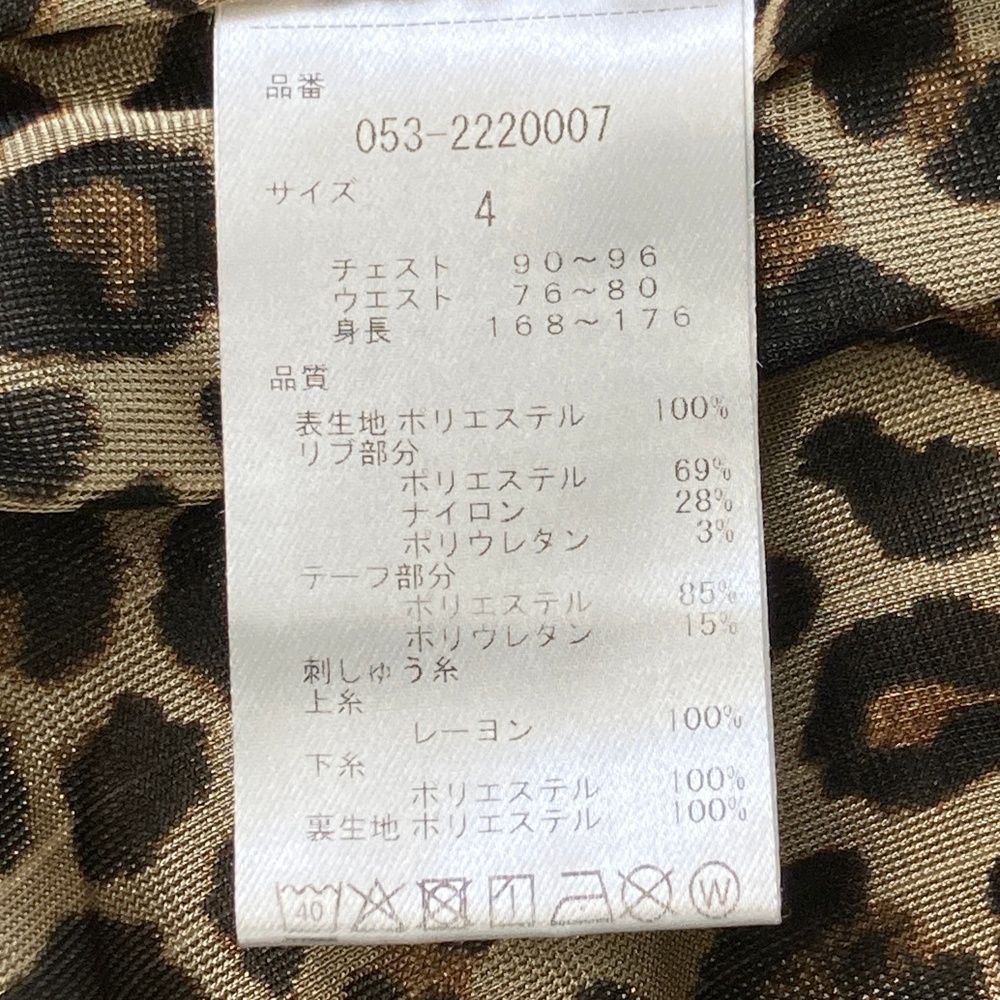 品番
053-2220007
サイズ
4
チェスト 90~96
ウエスト 76~80
身長 168~176
品質
表生地 ポリエステル 100%
リブ部分
ポリエステル 69%
ナイロン 28%
ポリウレタン 3%
テープ部分
ポリエステル 85%
ポリウレタン 15%
刺しゅう糸
上糸
レーヨン 100%
下糸
ポリエステル 100%
裏生地 ポリエステル 100%
40 W